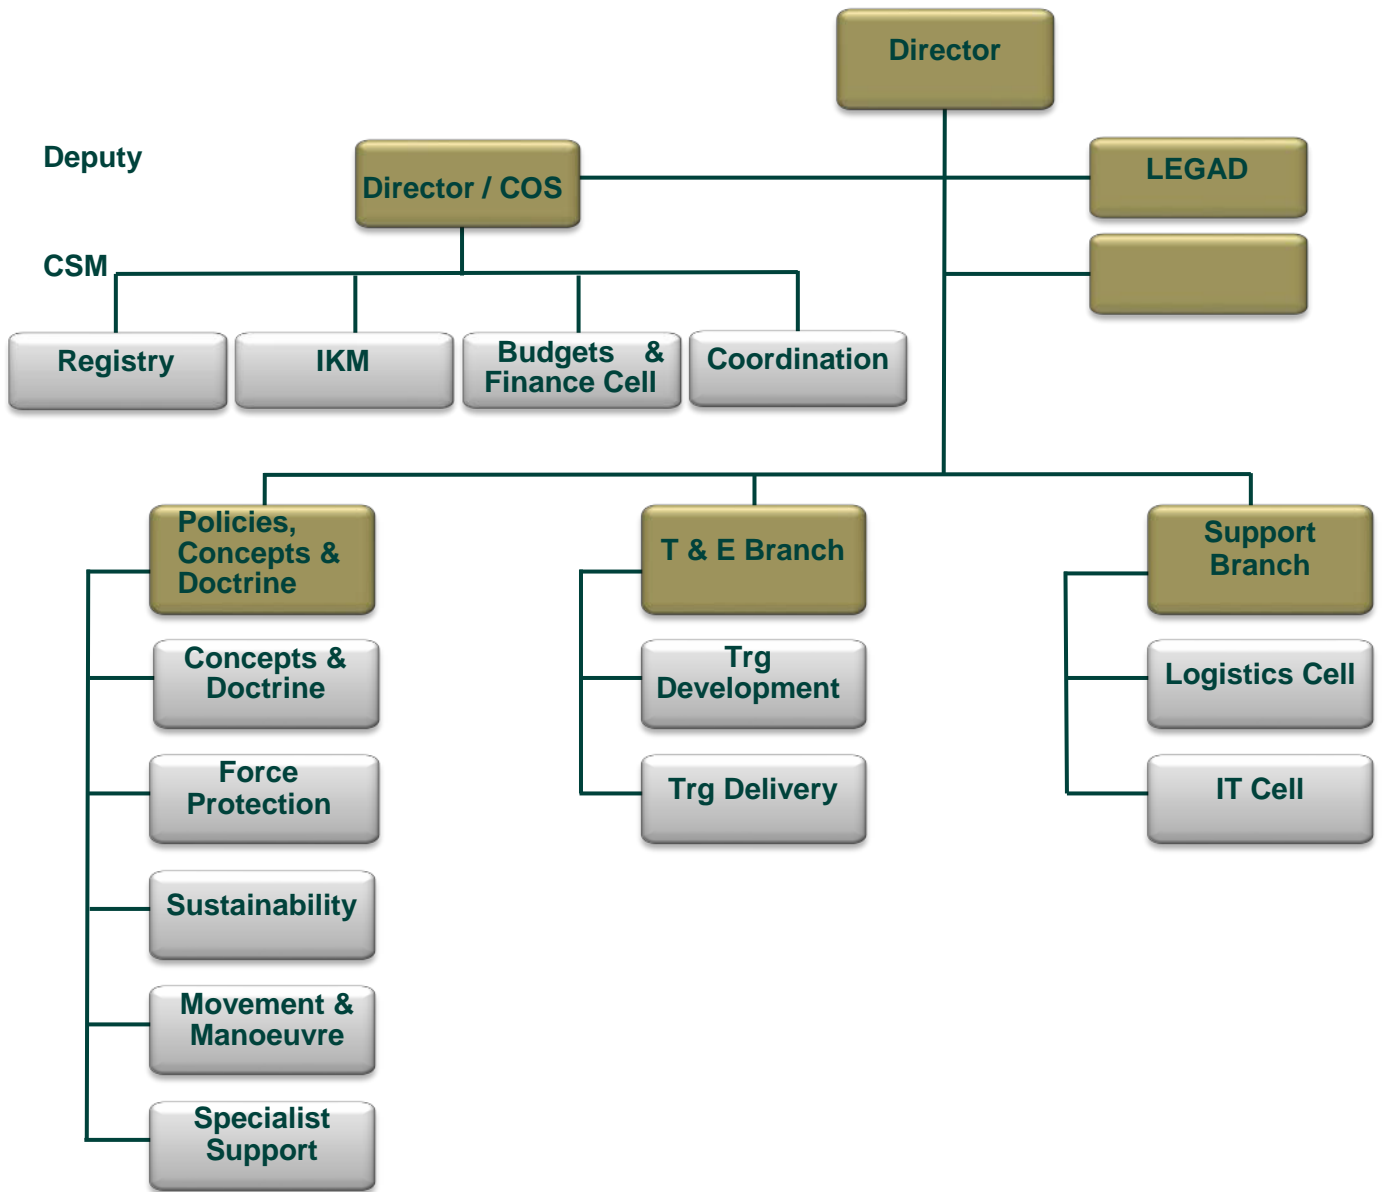 Director
Deputy
Director / COS
LEGAD
CSM
Registry
IKM
Budgets &
Finance Cell
Coordination
Policies,
Concepts &
Doctrine
T & E Branch
Support
Branch
Concepts &
Doctrine
Trg
Development
Logistics Cell
Force
Protection
Trg Delivery
IT Cell
Sustainability
Movement &
Manoeuvre
Specialist
Support